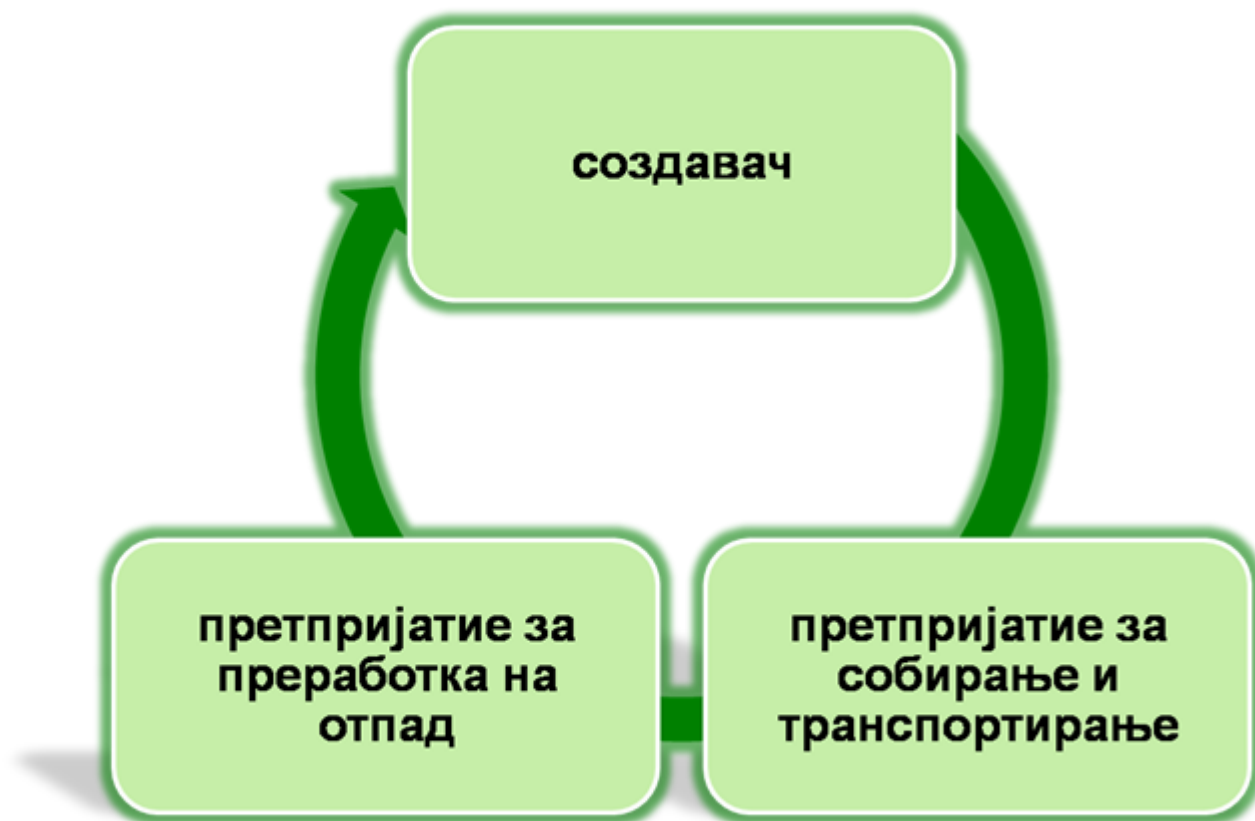 создавач
претпријатие за
преработка на
отпад
претпријатие за
собирање и
транспортирање